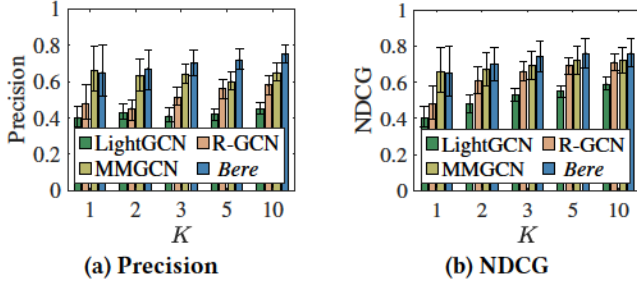 1
0.8
0.6
0.4
0.2
0
Precision
LightGCN R-GCN
MMGCN Bere
1 2 3 5 10
K
(a) Precision
1
0.8
0.6
0.4
0.2
0
NDCG
LightGCN R-GCN
MMGCN Bere
1 2 3 5 10
K
(b) NDCG